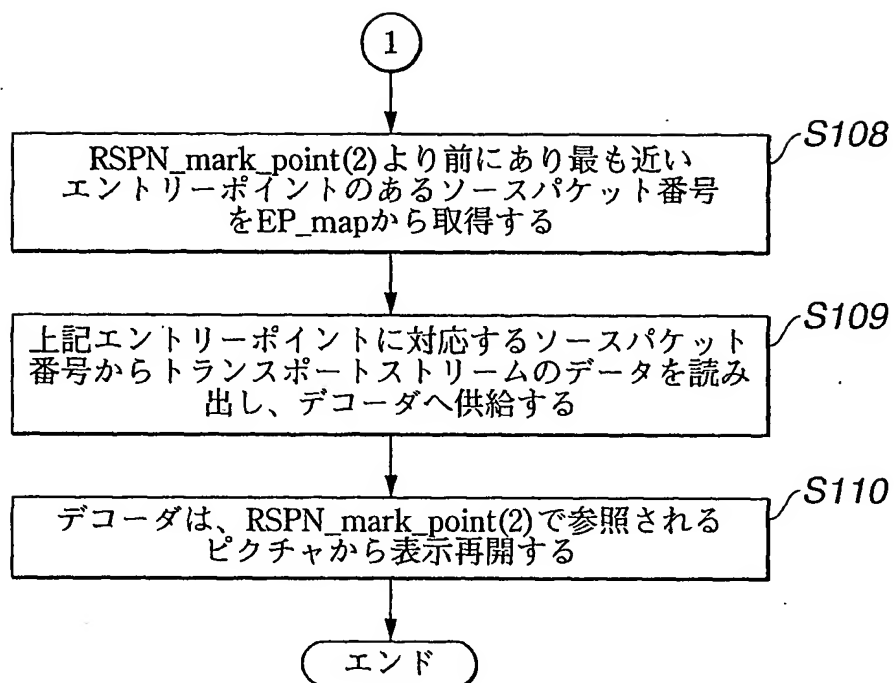 1
S108
RSPN_mark_point(2)より前にあり最も近い
エントリーポイントのあるソースパケット番号
をEP_mapから取得する
S109
上記エントリーポイントに対応するソースパケット
番号からトランスポートストリームのデータを読み
出し、デコーダへ供給する
S110
デコーダは、RSPN_mark_point(2)で参照される
ピクチャから表示再開する
エンド